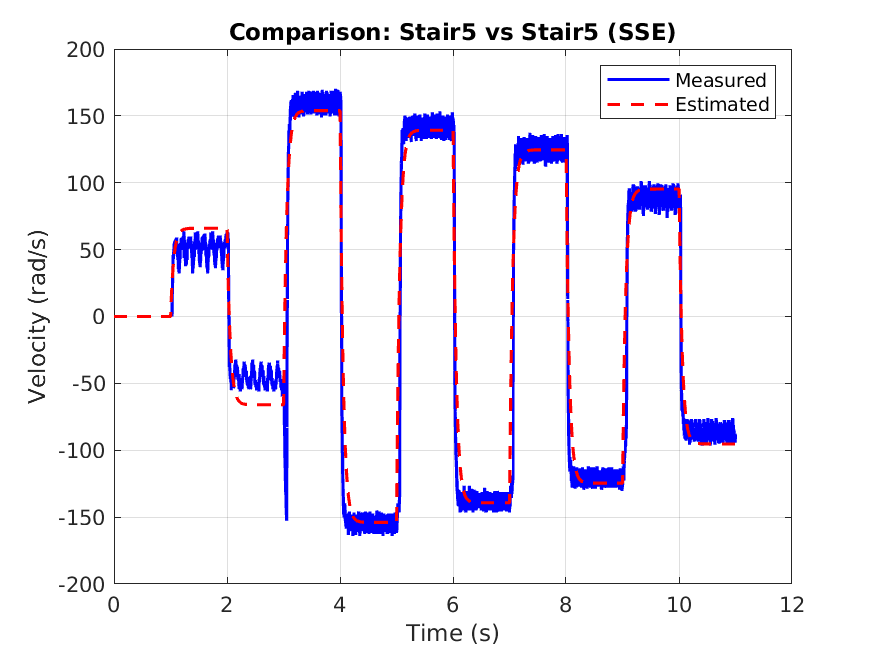 Comparison: Stair5 vs Stair5 (SSE)
Measured
Estimated
Velocity (rad/s)
200
150
100
50
0
-50
-100
-150
-200
0 2 4 6 8 10 12
Time (s)